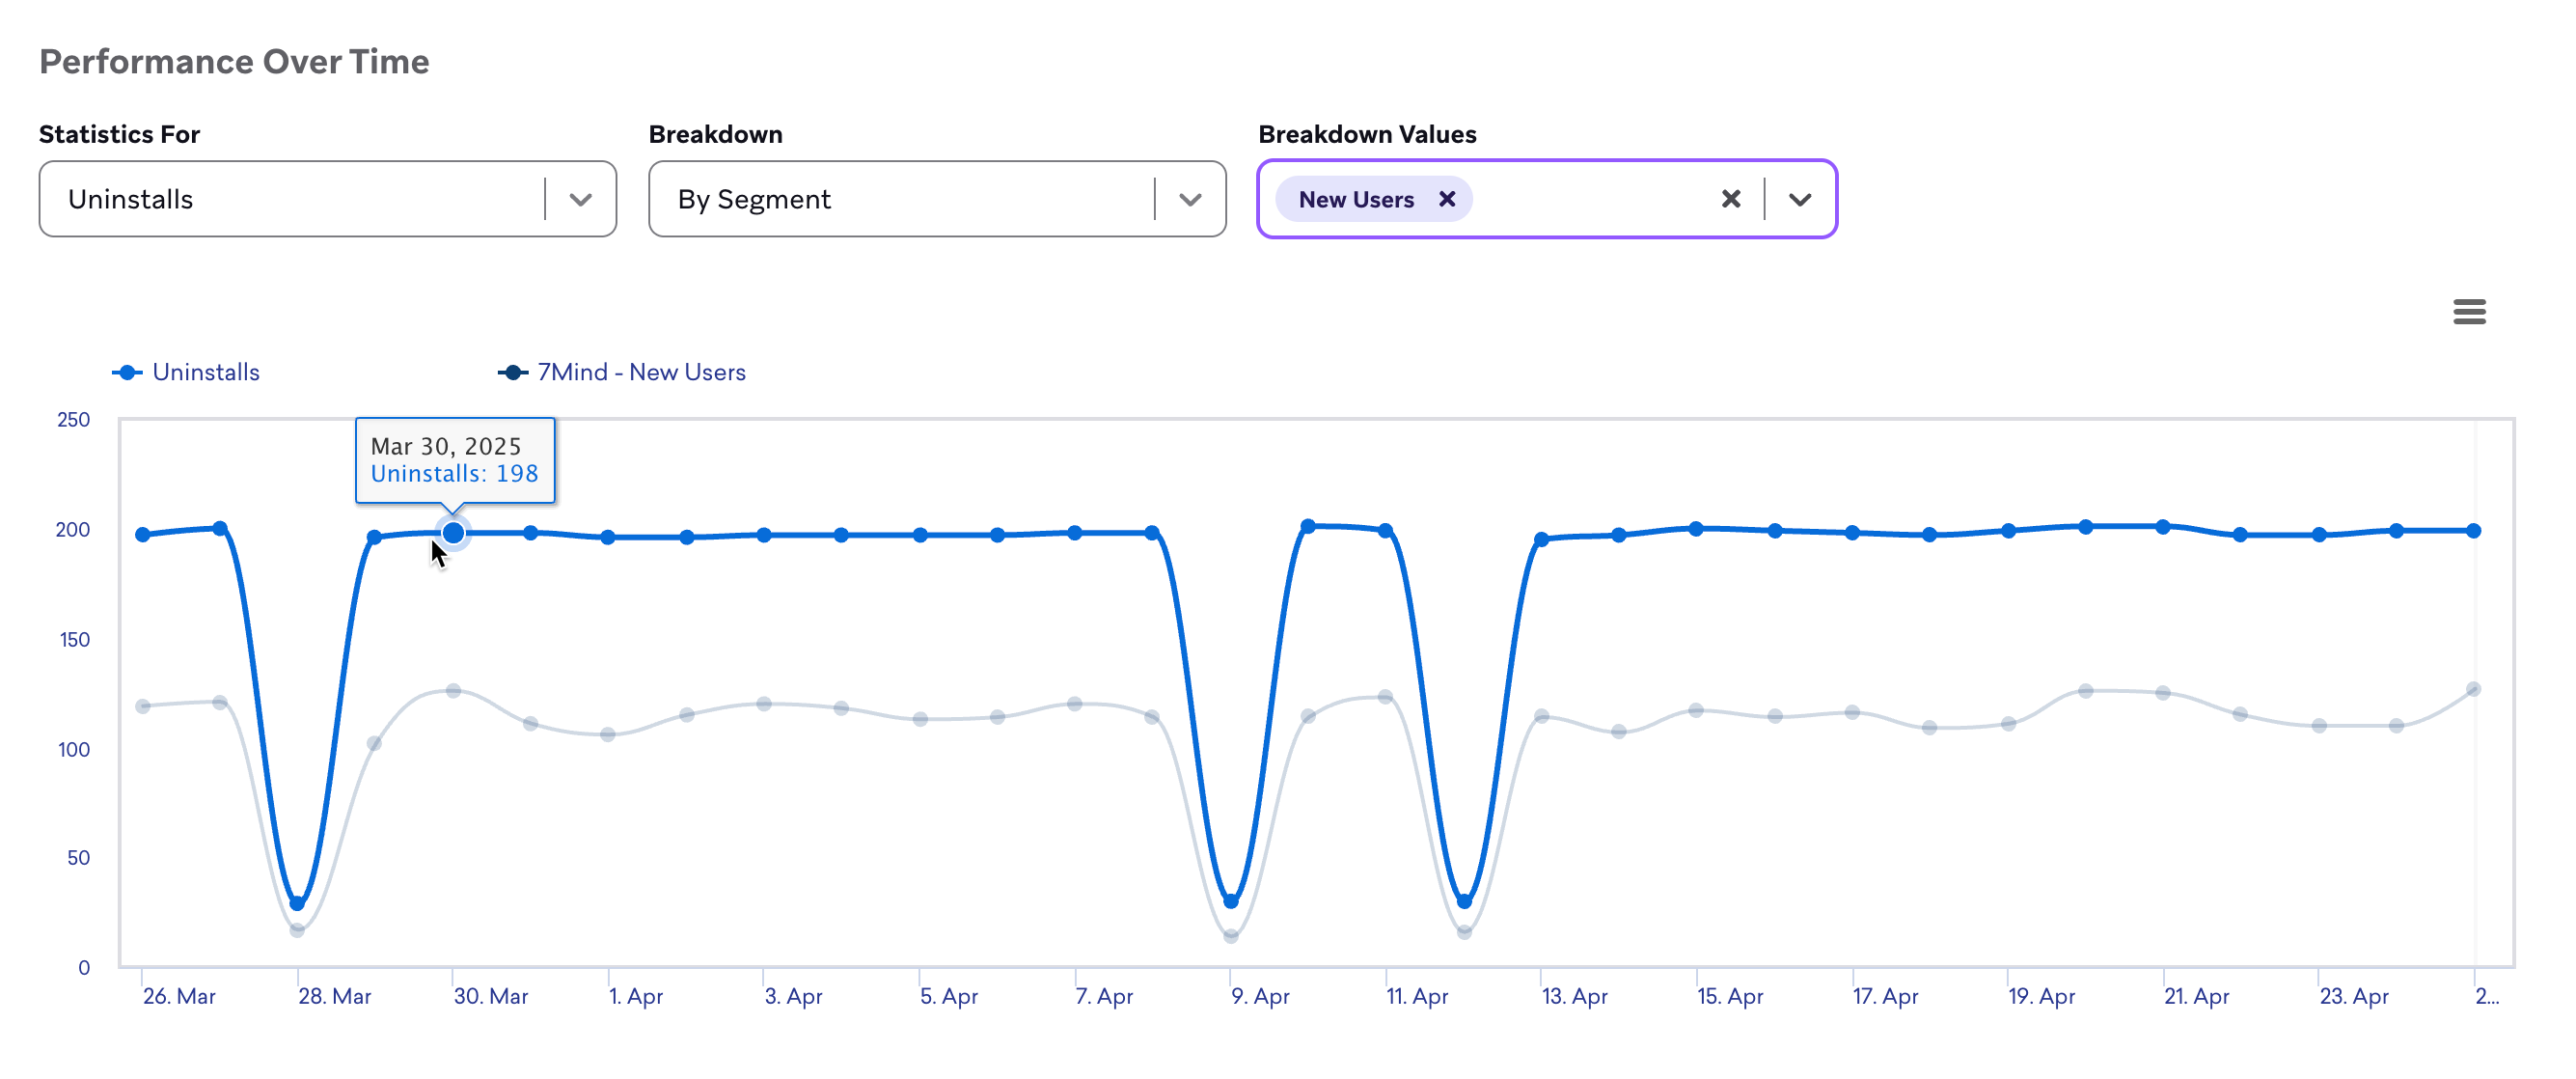 Performance Over Time
Statistics For
Breakdown
Breakdown Values
Uninstalls
By Segment
New Users
Uninstalls
7Mind - New Users
250
Mar 30, 2025
Uninstalls: 198
200
150
100
50
0
26. Mar
28. Mar
30. Mar
1. Apr
3. Apr
5. Apr
7. Apr
9. Apr
11. Apr
13. Apr
15. Apr
17. Apr
19. Apr
21. Apr
23. Apr
2...